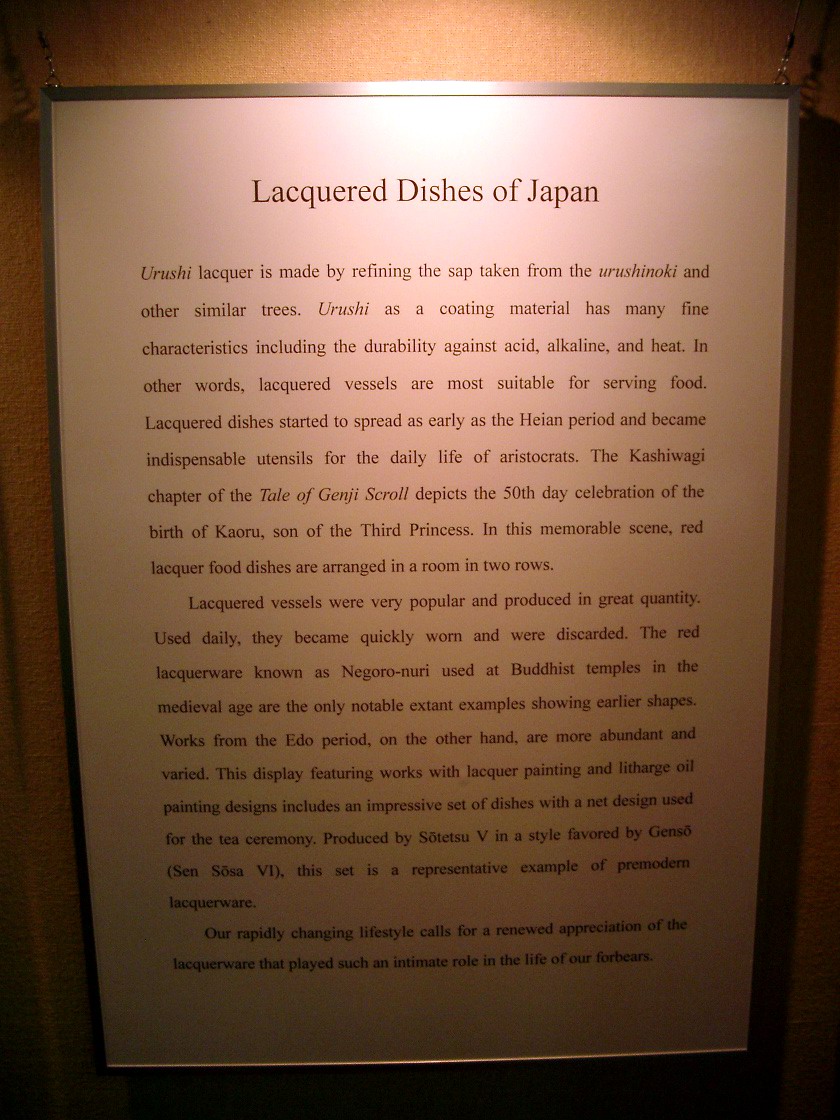 Lacquered Dishes of Japan
Urushi lacquer is made by refining the sap taken from the urushinoki and
other similar trees. Urushi as a coating material has many fine
characteristics including the durability against acid, alkaline, and heat. In
other words, lacquered vessels are most suitable for serving food.
Lacquered dishes started to spread as early as the Heian period and became
indispensable utensils for the daily life of aristocrats. The Kashiwagi
chapter of the Tale of Genji Scroll depicts the 50th day celebration of the
birth of Kaoru, son of the Third Princess. In this memorable scene, red
lacquer food dishes are arranged in a room in two rows.
Lacquered vessels were very popular and produced in great quantity.
Used daily, they became quickly worn and were discarded. The red
lacquerware known as Negoro-nuri used at Buddhist temples in the
medieval age are the only notable extant examples showing earlier shapes.
Works from the Edo period, on the other hand, are more abundant and
varied. This display featuring works with lacquer painting and litharge oil
painting designs includes an impressive set of dishes with a net design used
for the tea ceremony. Produced by Sōtetsu V in a style favored by Gensō
(Sen Sōsa VI), this set is a representative example of premodern
lacquerware.
Our rapidly changing lifestyle calls for a renewed appreciation of the
lacquerware that played such an intimate role in the life of our forbears.